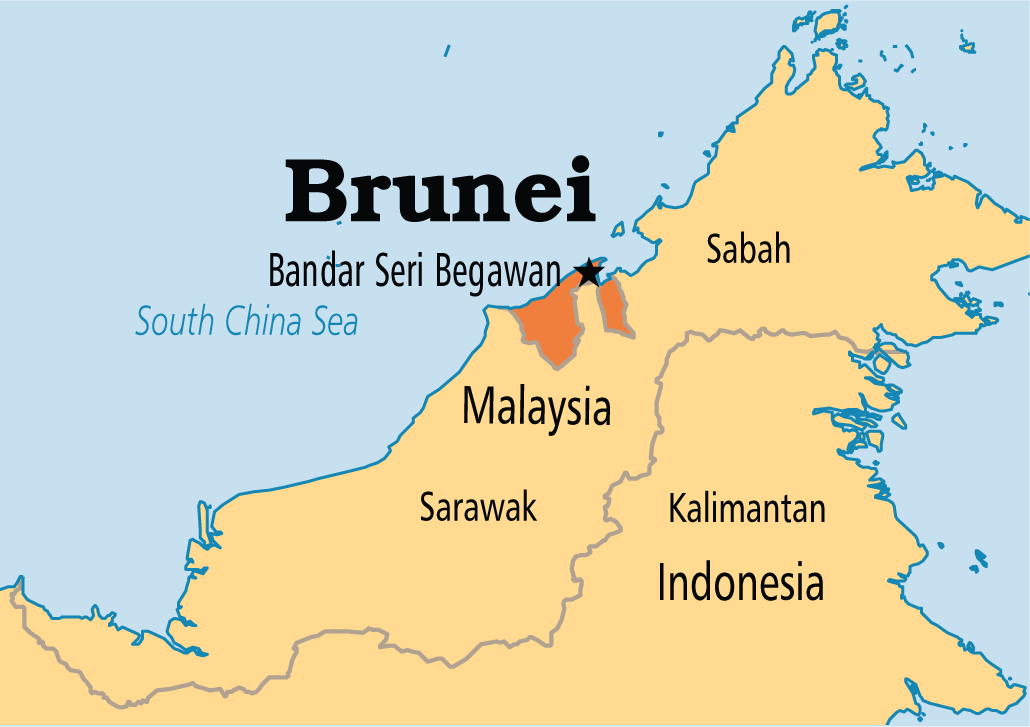 Brunei
Bandar Seri Begawan
Sabah
South China Sea
Malaysia
Sarawak
Kalimantan
Indonesia